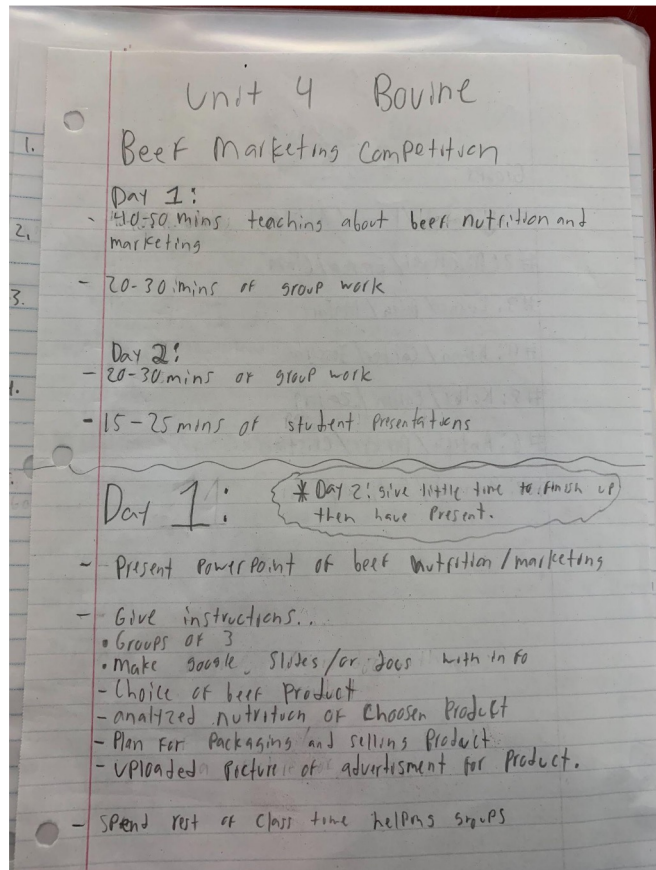 Unit 4 Bovine
1.
Beef Marketing Competition
Day 1:
- 40-50 mins teaching about beef nutrition and
2.
marketing
- 20-30 mins of group work
3.
Day 2:
- 20-30 mins of group work
- 15-25 mins of student presentations
Day 1:
* Day 2: give little time to finish up
then have present.
- Present PowerPoint of beef nutrition/marketing
- Give instructions..
• Groups of 3
• make google slides/or docs with info
- Choice of beef product
- analyzed nutrition of choosen product
- Plan for packaging and selling product
- uploaded picture of advertisment for product.
- spend rest of class time helping groups